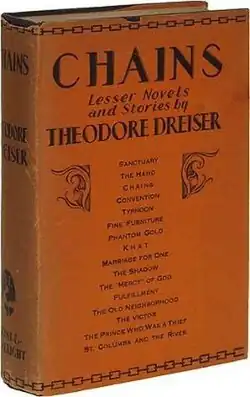 CHAINS
Lesser Novels
and Stories by
THEODORE DREISER
SANCTUARY
THE HAND
CHAINS
CONVENTION
TYPHOON
FINE FURNITURE
PHANTOM GOLD
KHAT
MARRIAGE FOR ONE
THE SHADOW
THE "MERCY" OF GOD
FULFILLMENT
THE OLD NEIGHBORHOOD
THE VICTOR
THE PRINCE WHO WAS A THIEF
ST. COLUMBA AND THE RIVER
CHAINS